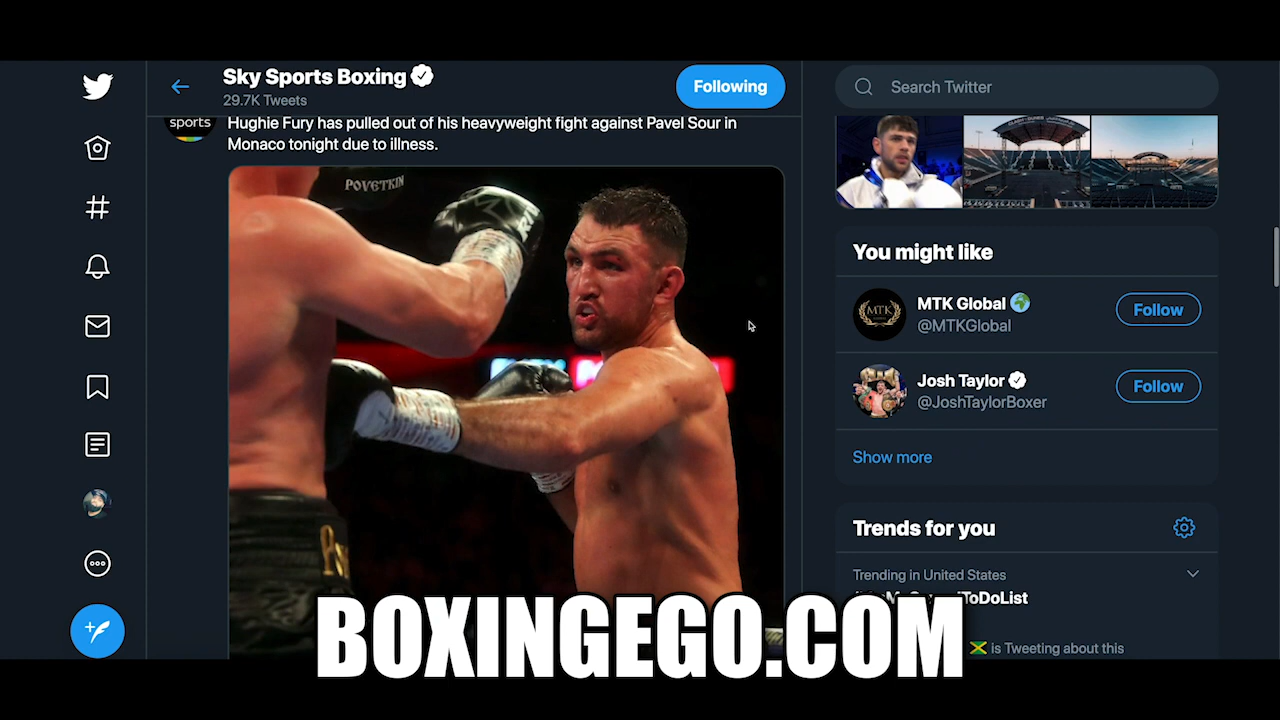 Sky Sports Boxing
29.7K Tweets
Following
Search Twitter
sports
Hughie Fury has pulled out of his heavyweight fight against Pavel Sour in
Monaco tonight due to illness.
POVETKIN
You might like
MTK Global
@MTKGlobal
Follow
MTK
Josh Taylor
@JoshTaylorBoxer
Follow
Show more
Trends for you
Trending in United States
ToDoList
is Tweeting about this
BOXINGEGO.COM